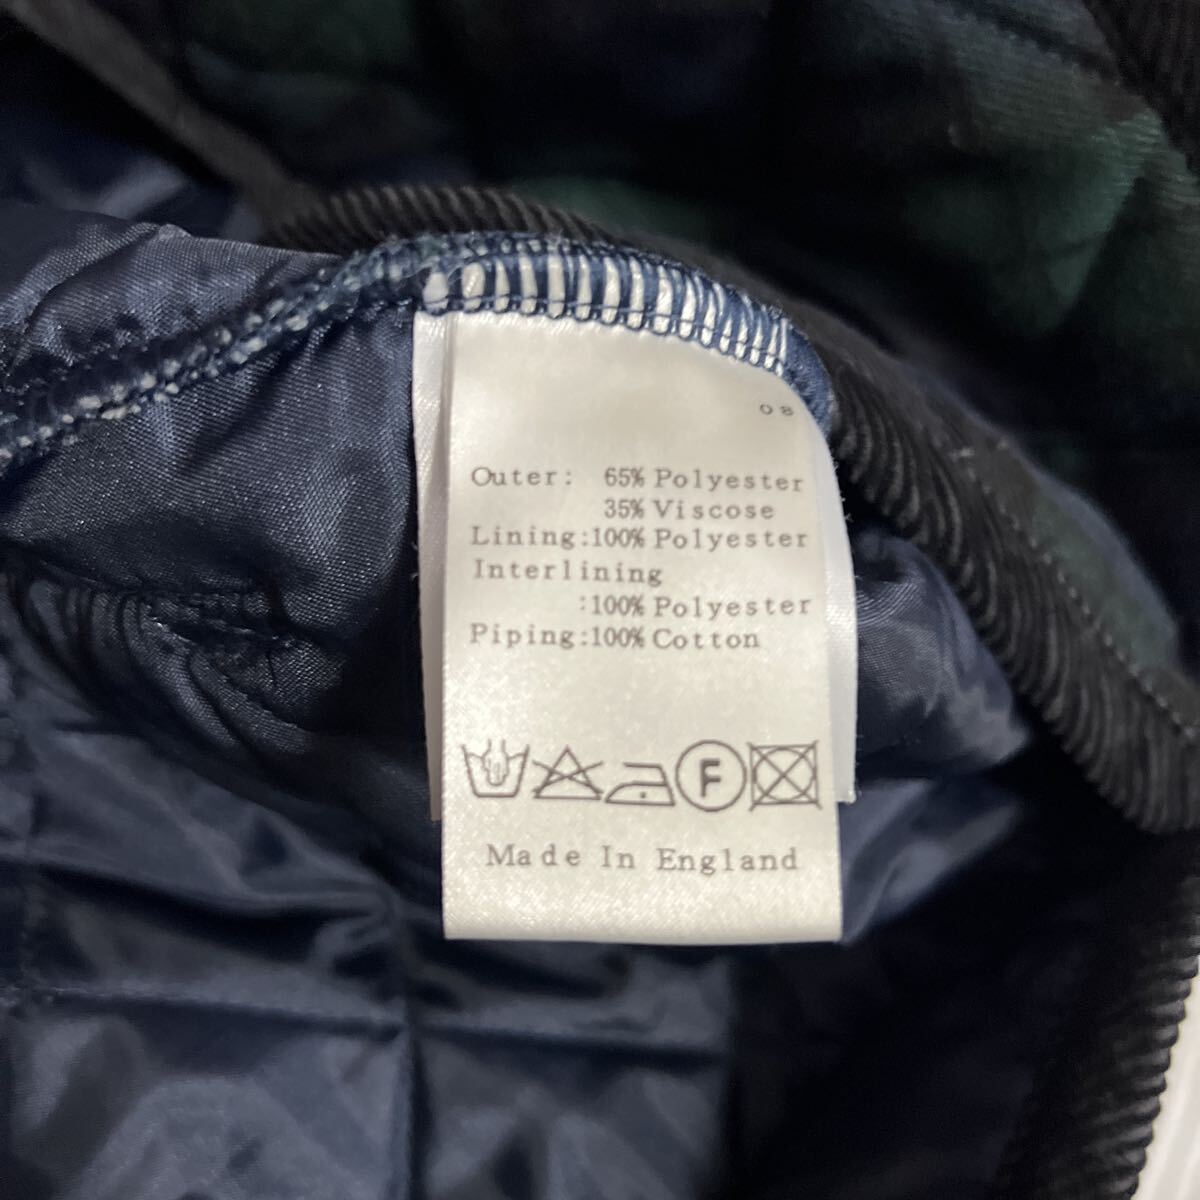 08
Outer: 65% Polyester
35% Viscose
Lining:100% Polyester
Interlining
:100% Polyester
Piping:100% Cotton
F
Made In England